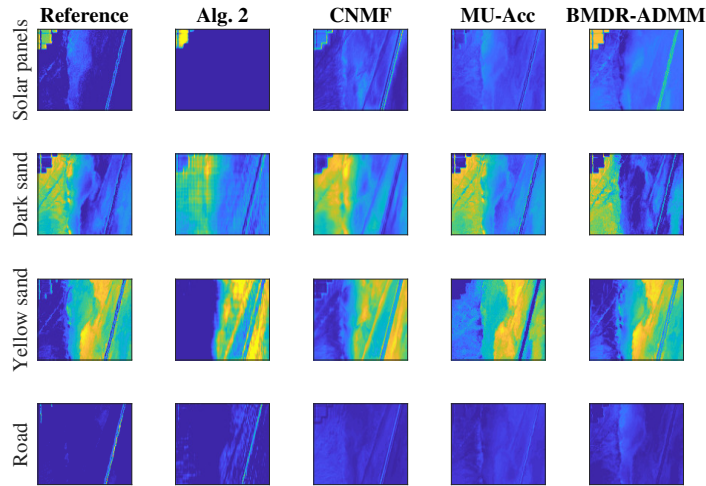 Reference Alg. 2 CNMF MU-Acc BMDR-ADMM
Solar panels
Dark sand
Yellow sand
Road